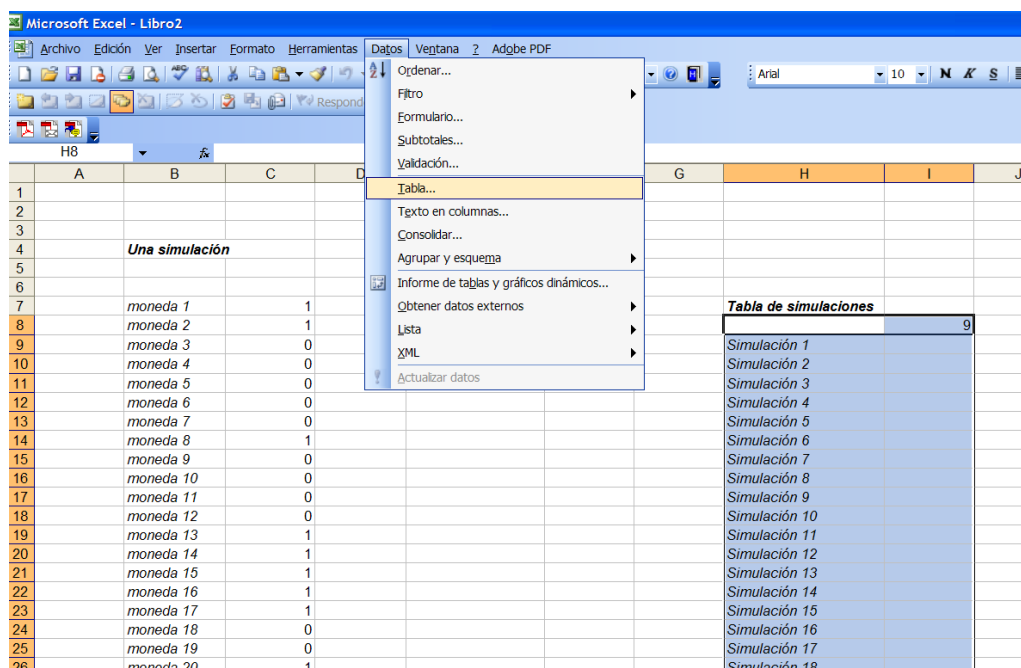 Microsoft Excel - Libro2
Archivo Edición Ver Insertar Formato Herramientas Datos Ventana ? Adobe PDF
Arial 10 N K S
Respond
H8 fx
Ordenar...
Filtro
Formulario...
Subtotales...
Validación...
Tabla...
Texto en columnas...
Consolidar...
Agrupar y esquema
Informe de tablas y gráficos dinámicos...
Obtener datos externos
Lista
XML
Actualizar datos
A B C D G H I J
1
2
3
4 Una simulación
5
6
7 moneda 1 1 Tabla de simulaciones
8 moneda 2 1 9
9 moneda 3 0 Simulación 1
10 moneda 4 0 Simulación 2
11 moneda 5 0 Simulación 3
12 moneda 6 0 Simulación 4
13 moneda 7 0 Simulación 5
14 moneda 8 1 Simulación 6
15 moneda 9 0 Simulación 7
16 moneda 10 0 Simulación 8
17 moneda 11 0 Simulación 9
18 moneda 12 0 Simulación 10
19 moneda 13 1 Simulación 11
20 moneda 14 1 Simulación 12
21 moneda 15 1 Simulación 13
22 moneda 16 1 Simulación 14
23 moneda 17 1 Simulación 15
24 moneda 18 0 Simulación 16
25 moneda 19 0 Simulación 17
26 moneda 20 1 Simulación 18